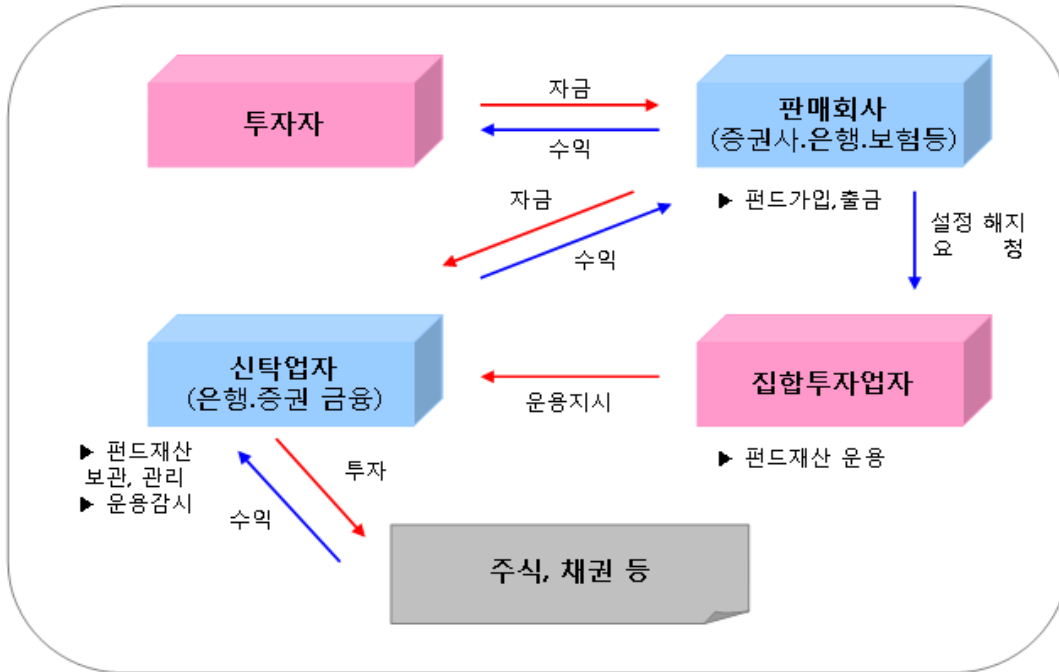 투자자
자금
수익
판매회사
(증권사.은행.보험등)
▶ 펀드가입,출금
자금
수익
설정 해지
요 청
신탁업자
(은행.증권 금융)
▶ 펀드재산
보관, 관리
▶ 운용감시
운용지시
집합투자업자
▶ 펀드재산 운용
투자
수익
주식, 채권 등